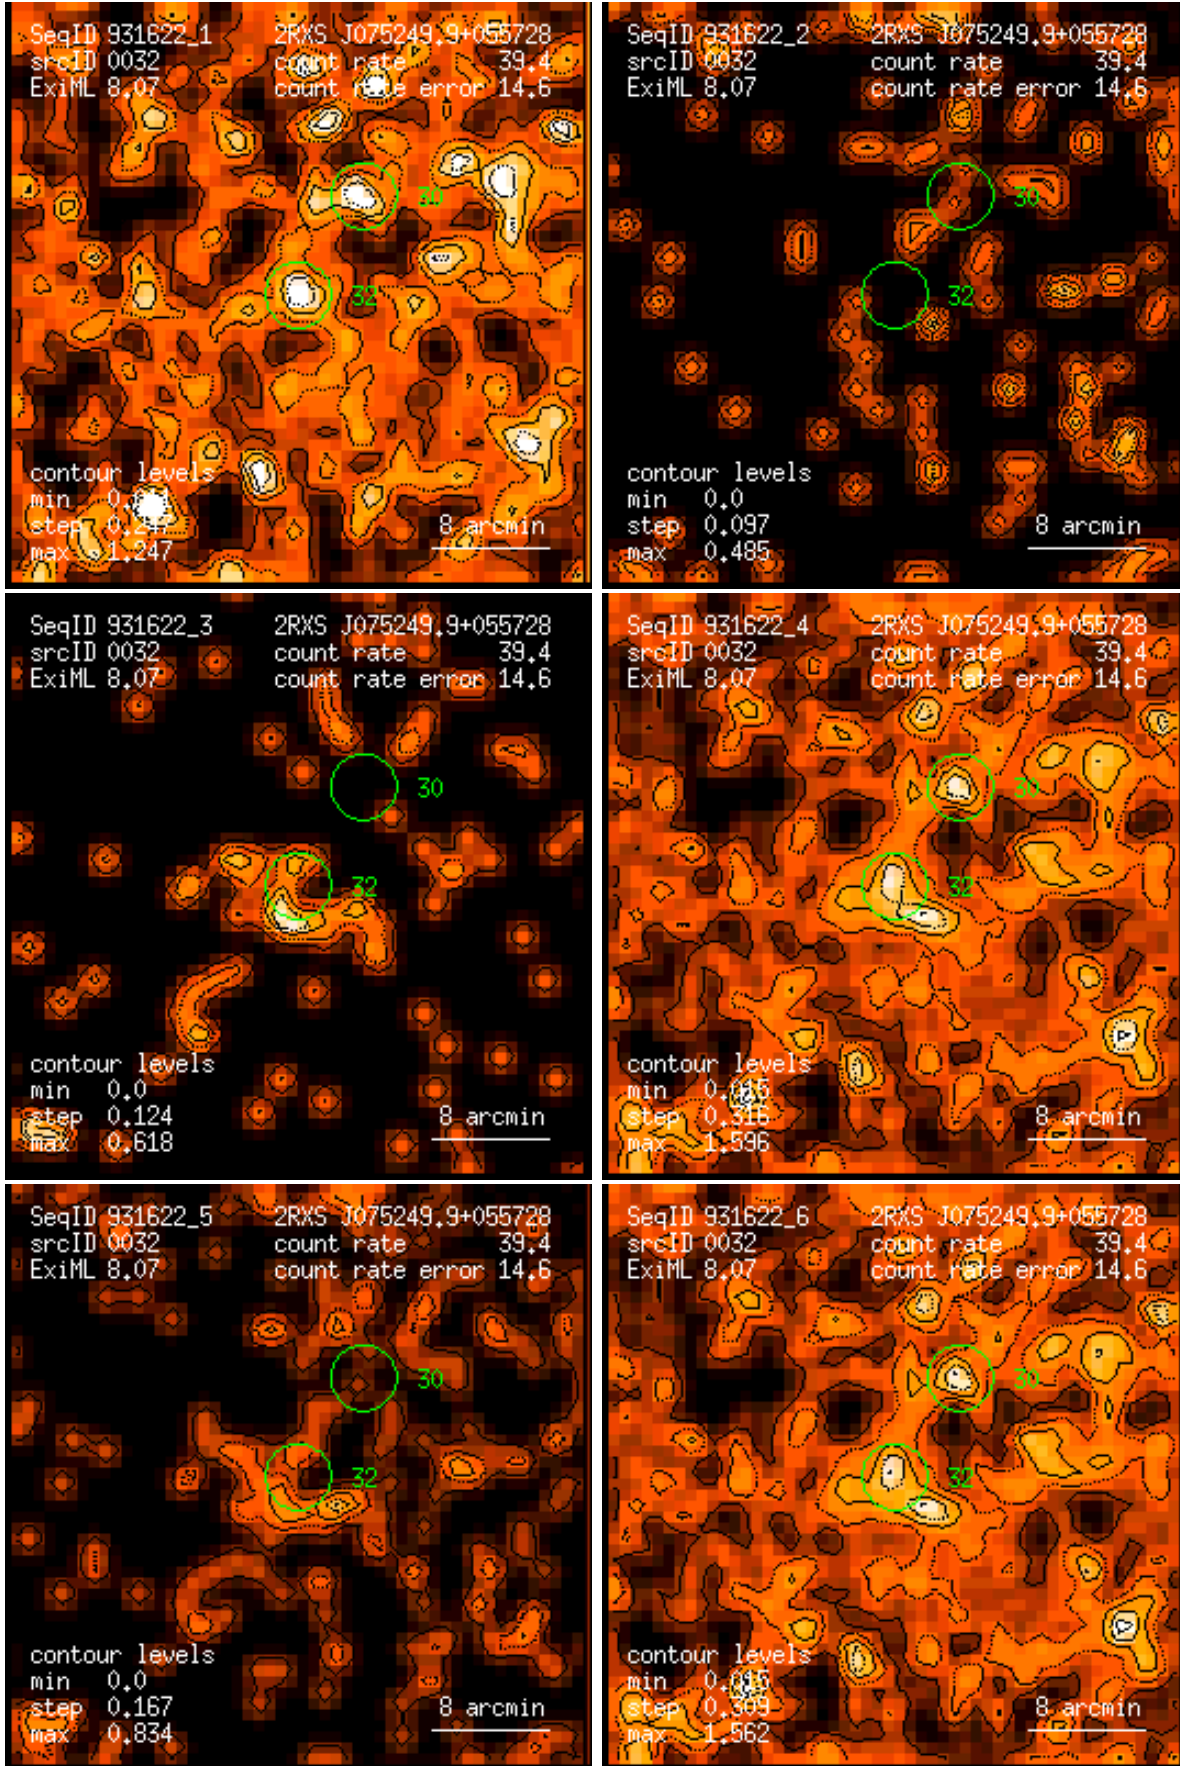 SeqID 931622_1 2RXS J075249.9+055728
srcID 0032 count rate 39.4
ExiML 8.07 count rate error 14.6
30
32
contour levels
min
step 0.247
max 1.247
8 arcmin
SeqID 931622_2 2RXS J075249.9+055728
srcID 0032 count rate 39.4
ExiML 8.07 count rate error 14.6
30
32
contour levels
min 0.0
step 0.097
max 0.485
8 arcmin
SeqID 931622_3 2RXS J075249.9+055728
srcID 0032 count rate 39.4
ExiML 8.07 count rate error 14.6
30
32
contour levels
min 0.0
step 0.124
max 0.618
8 arcmin
SeqID 931622_4 2RXS J075249.9+055728
srcID 0032 count rate 39.4
ExiML 8.07 count rate error 14.6
30
32
contour levels
min 0.015
step 0.316
max 1.596
8 arcmin
SeqID 931622_5 2RXS J075249.9+055728
srcID 0032 count rate 39.4
ExiML 8.07 count rate error 14.6
30
32
contour levels
min 0.0
step 0.167
max 0.834
8 arcmin
SeqID 931622_6 2RXS J075249.9+055728
srcID 0032 count rate 39.4
ExiML 8.07 count rate error 14.6
30
32
contour levels
min 0.015
step 0.309
max 1.562
8 arcmin